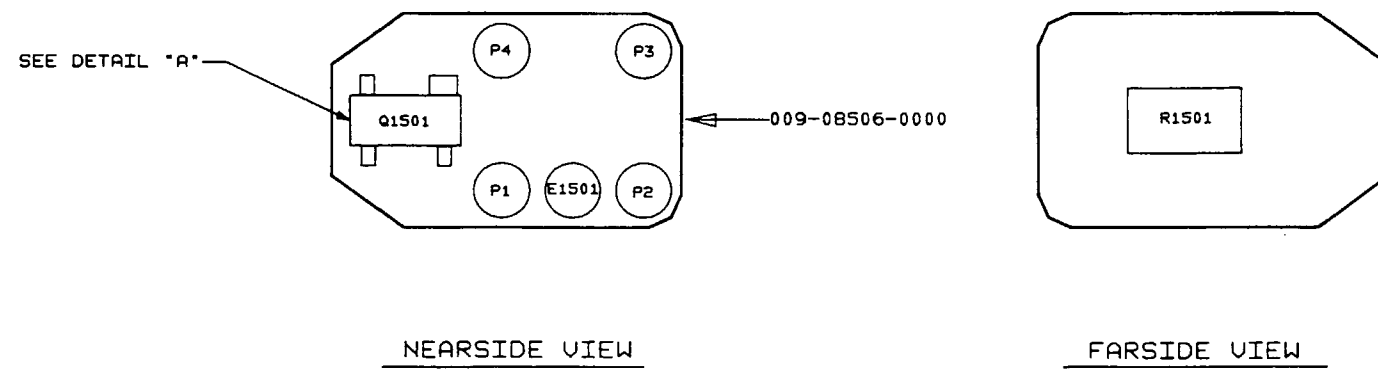 P4
P3
SEE DETAIL "A"
Q1501
009-08506-0000
R1501
P1
E1501
P2
NEARSIDE VIEW
FARSIDE VIEW